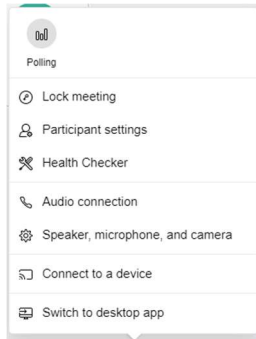 Polling
Lock meeting
Participant settings
Health Checker
Audio connection
Speaker, microphone, and camera
Connect to a device
Switch to desktop app